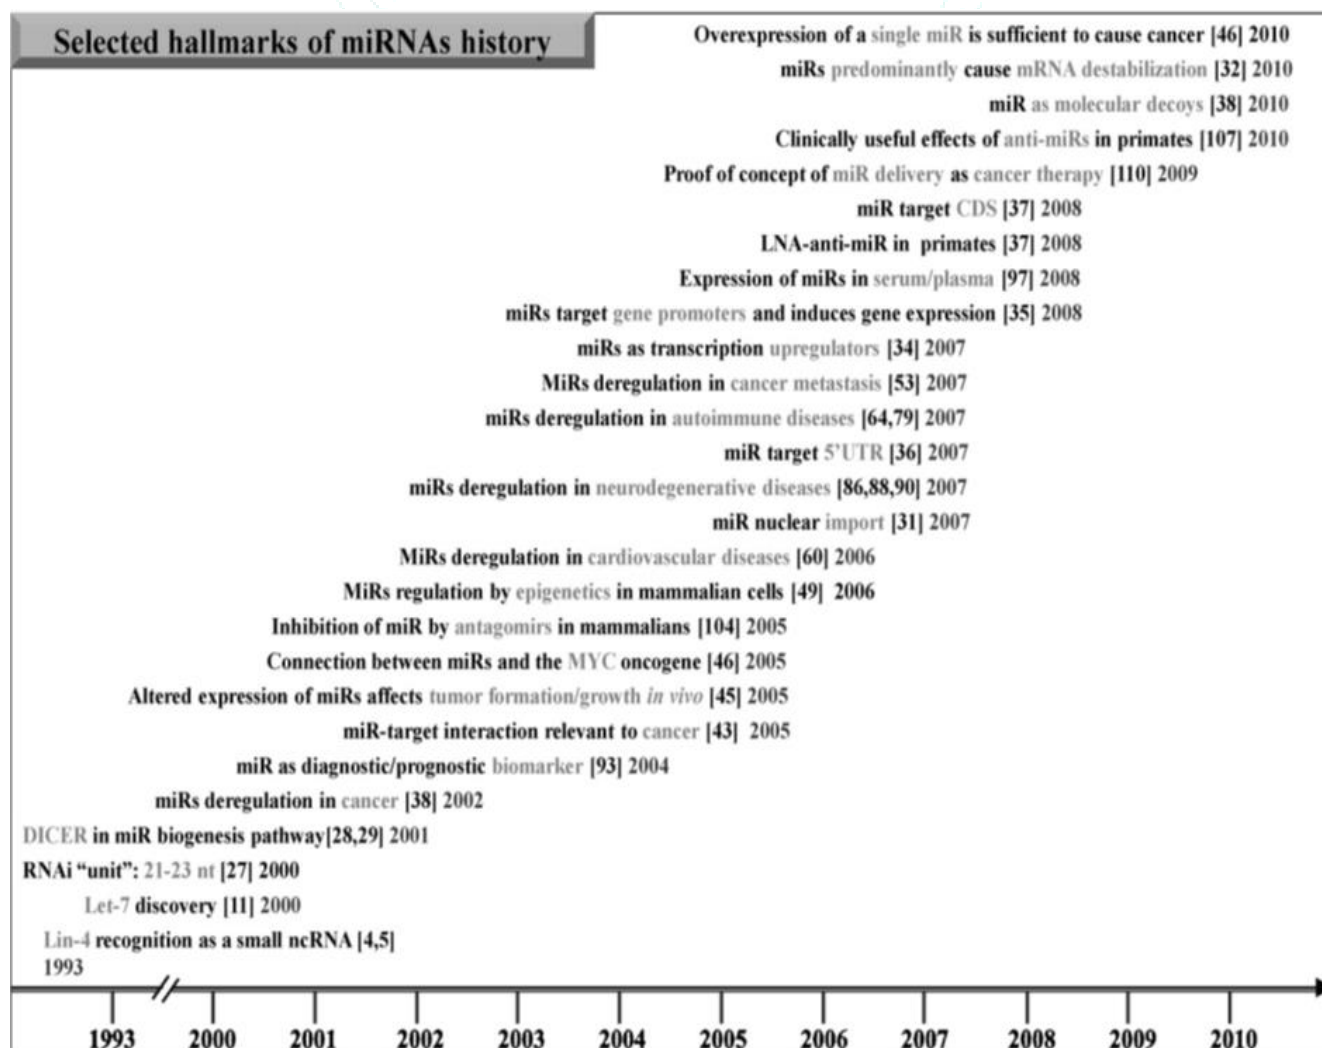 Selected hallmarks of miRNAs history
Overexpression of a single miR is sufficient to cause cancer [46] 2010
miRs predominantly cause mRNA destabilization [32] 2010
miR as molecular decoys [38] 2010
Clinically useful effects of anti-miRs in primates [107] 2010
Proof of concept of miR delivery as cancer therapy [110] 2009
miR target CDS [37] 2008
LNA-anti-miR in primates [37] 2008
Expression of miRs in serum/plasma [97] 2008
miRs target gene promoters and induces gene expression [35] 2008
miRs as transcription upregulators [34] 2007
MiRs deregulation in cancer metastasis [53] 2007
miRs deregulation in autoimmune diseases [64,79] 2007
miR target 5'UTR [36] 2007
miRs deregulation in neurodegenerative diseases [86,88,90] 2007
miR nuclear import [31] 2007
MiRs deregulation in cardiovascular diseases [60] 2006
MiRs regulation by epigenetics in mammalian cells [49] 2006
Inhibition of miR by antagomirs in mammalians [104] 2005
Connection between miRs and the MYC oncogene [46] 2005
Altered expression of miRs affects tumor formation/growth in vivo [45] 2005
miR-target interaction relevant to cancer [43] 2005
miR as diagnostic/prognostic biomarker [93] 2004
miRs deregulation in cancer [38] 2002
DICER in miR biogenesis pathway[28,29] 2001
RNAi “unit”: 21-23 nt [27] 2000
Let-7 discovery [11] 2000
Lin-4 recognition as a small ncRNA [4,5]
1993
1993 2000 2001 2002 2003 2004 2005 2006 2007 2008 2009 2010